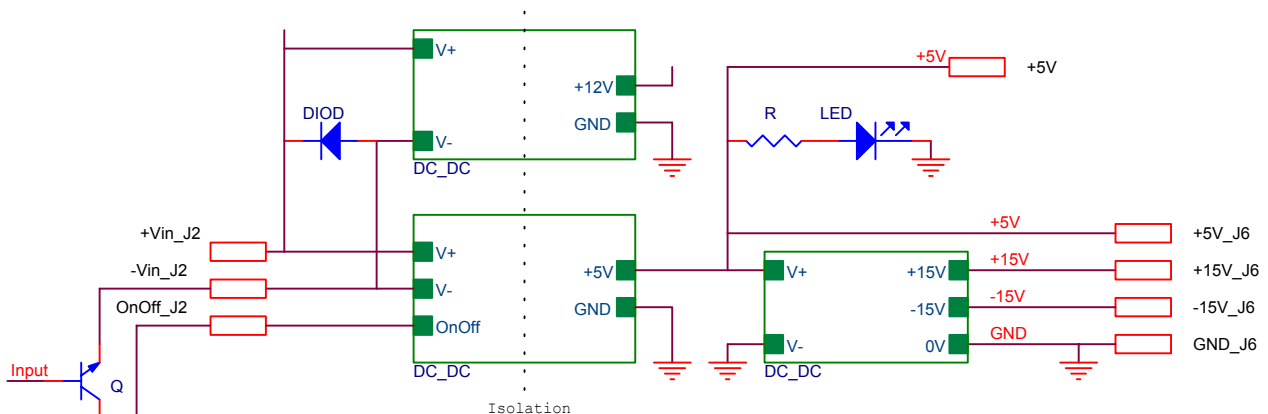 V+
+5V
+5V
+12V
DIOD
R
LED
GND
V-
DC_DC
+Vin_J2
+5V
+5V_J6
V+
-Vin_J2
+5V
V+
+15V
+15V
+15V_J6
V-
OnOff_J2
GND
-15V
-15V
-15V_J6
OnOff
V-
0V
GND
GND_J6
Input
Q
DC_DC
DC_DC
Isolation